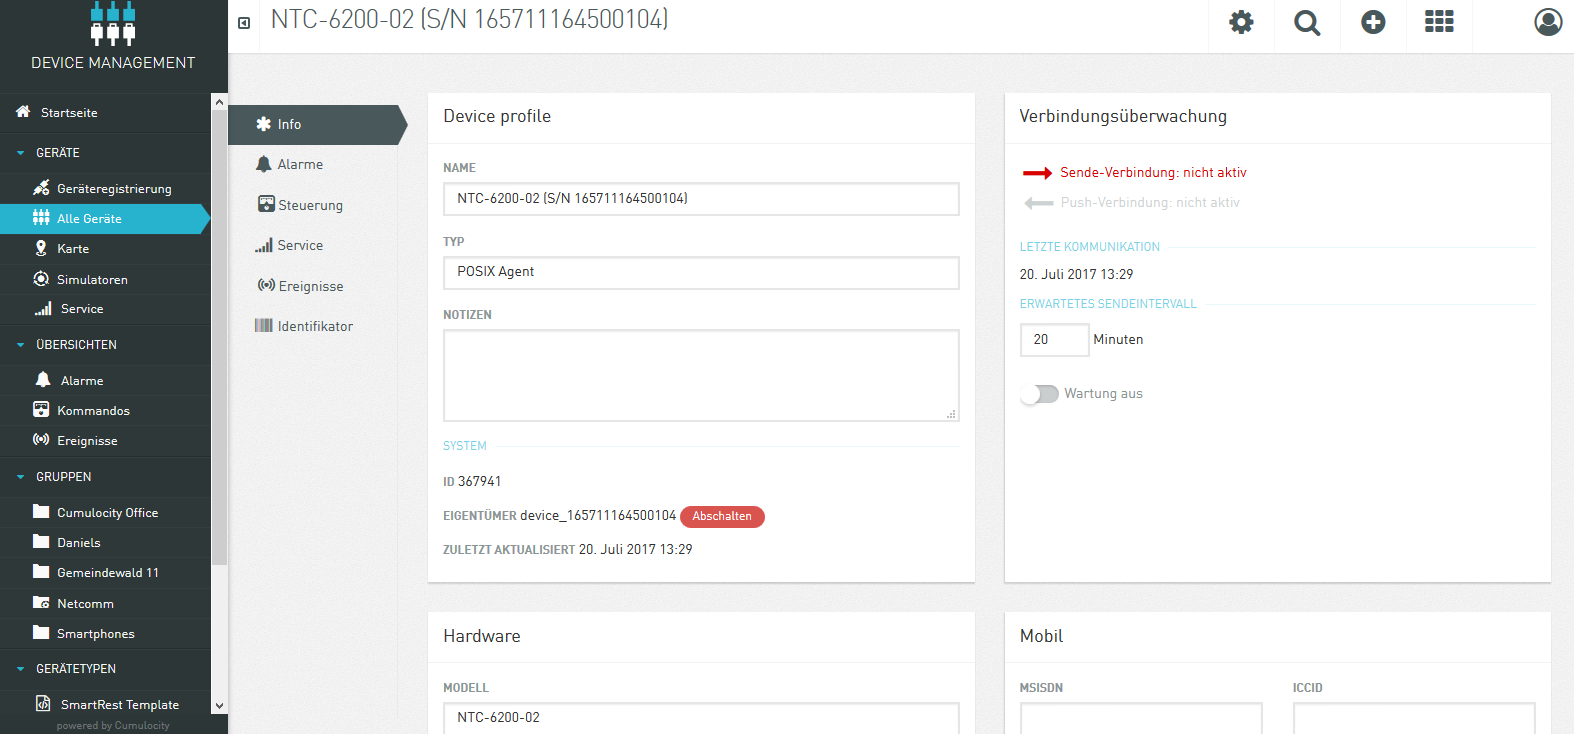 NTC-6200-02 (S/N 165711164500104)
DEVICE MANAGEMENT
Startseite
GERÄTE
Geräteregistrierung
Alle Geräte
Karte
Simulatoren
Service
ÜBERSICHTEN
Alarme
Kommandos
Ereignisse
GRUPPEN
Cumulocity Office
Daniels
Gemeindewald 11
Netcomm
Smartphones
GERÄTETYPEN
SmartRest Template
powered by Cumulocity
Info
Alarme
Steuerung
Service
Ereignisse
Identifikator
Device profile
NAME
NTC-6200-02 (S/N 165711164500104)
TYP
POSIX Agent
NOTIZEN
SYSTEM
ID 367941
EIGENTÜMER device_165711164500104 Abschalten
ZULETZT AKTUALISIERT 20. Juli 2017 13:29
Verbindungsüberwachung
Sende-Verbindung: nicht aktiv
Push-Verbindung: nicht aktiv
LETZTE KOMMUNIKATION
20. Juli 2017 13:29
ERWARTETES SENDEINTERVALL
20 Minuten
Wartung aus
Hardware
MODELL
NTC-6200-02
Mobil
MSISDN ICCID